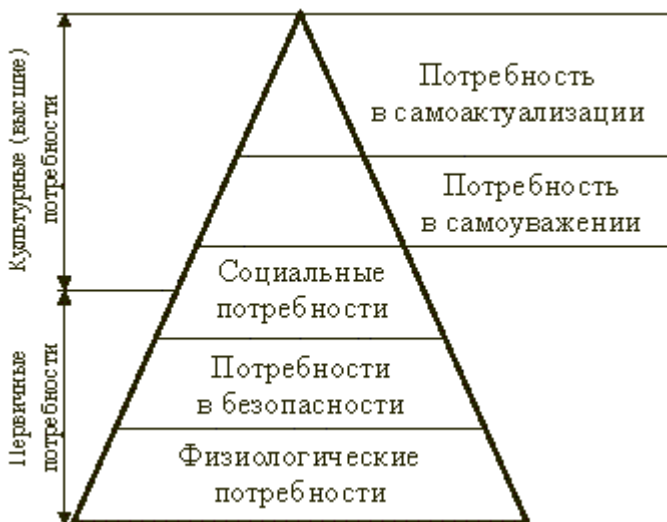 Потребность
в самоактуализации
Потребность
в самоуважении
Социальные
потребности
Потребности
в безопасности
Физиологические
потребности
Культурные (высшие)
потребности
Первичные
потребности